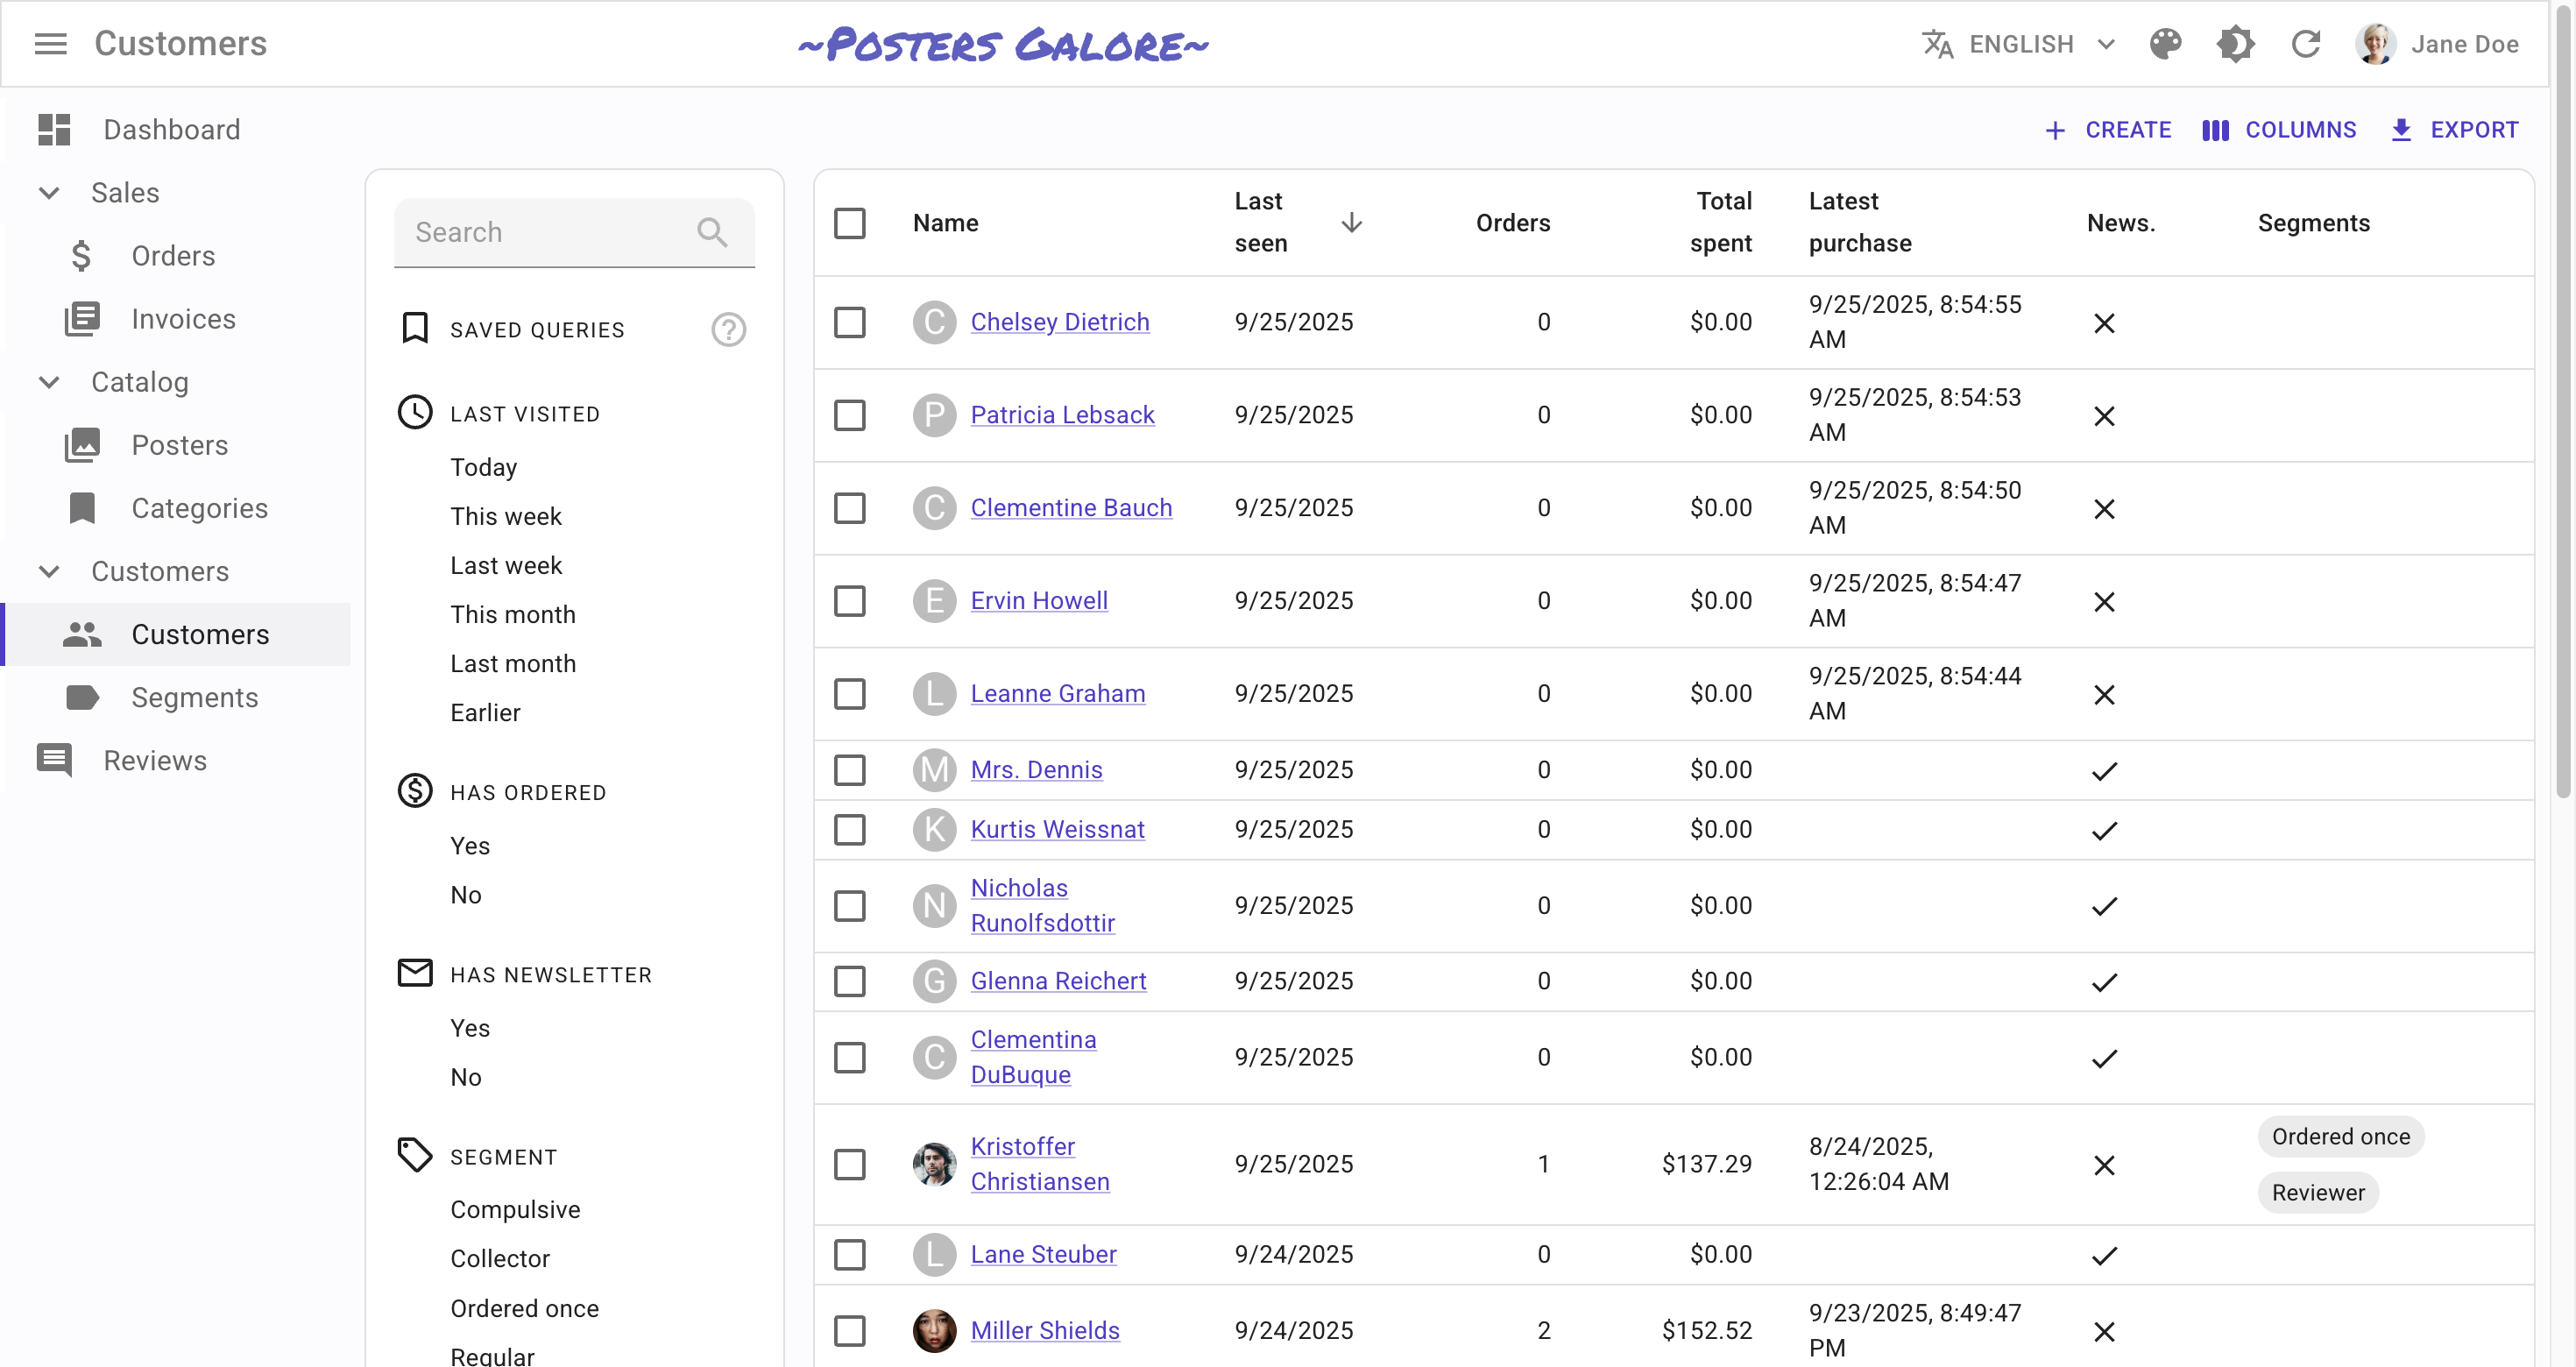 Customers
~Posters Galore~
ENGLISH
Jane Doe
Dashboard
Sales
Orders
Invoices
Catalog
Posters
Categories
Customers
Customers
Segments
Reviews
CREATE
COLUMNS
EXPORT
Search
SAVED QUERIES
LAST VISITED
Today
This week
Last week
This month
Last month
Earlier
HAS ORDERED
Yes
No
HAS NEWSLETTER
Yes
No
SEGMENT
Compulsive
Collector
Ordered once
Regular
Name
Last
seen
Orders
Total
spent
Latest
purchase
News.
Segments
C
Chelsey Dietrich
9/25/2025
0
$0.00
9/25/2025, 8:54:55
AM
P
Patricia Lebsack
9/25/2025
0
$0.00
9/25/2025, 8:54:53
AM
C
Clementine Bauch
9/25/2025
0
$0.00
9/25/2025, 8:54:50
AM
E
Ervin Howell
9/25/2025
0
$0.00
9/25/2025, 8:54:47
AM
L
Leanne Graham
9/25/2025
0
$0.00
9/25/2025, 8:54:44
AM
M
Mrs. Dennis
9/25/2025
0
$0.00
K
Kurtis Weissnat
9/25/2025
0
$0.00
N
Nicholas
Runolfsdottir
9/25/2025
0
$0.00
G
Glenna Reichert
9/25/2025
0
$0.00
C
Clementina
DuBuque
9/25/2025
0
$0.00
Kristoffer
Christiansen
9/25/2025
1
$137.29
8/24/2025,
12:26:04 AM
Ordered once
Reviewer
L
Lane Steuber
9/24/2025
0
$0.00
Miller Shields
9/24/2025
2
$152.52
9/23/2025, 8:49:47
PM